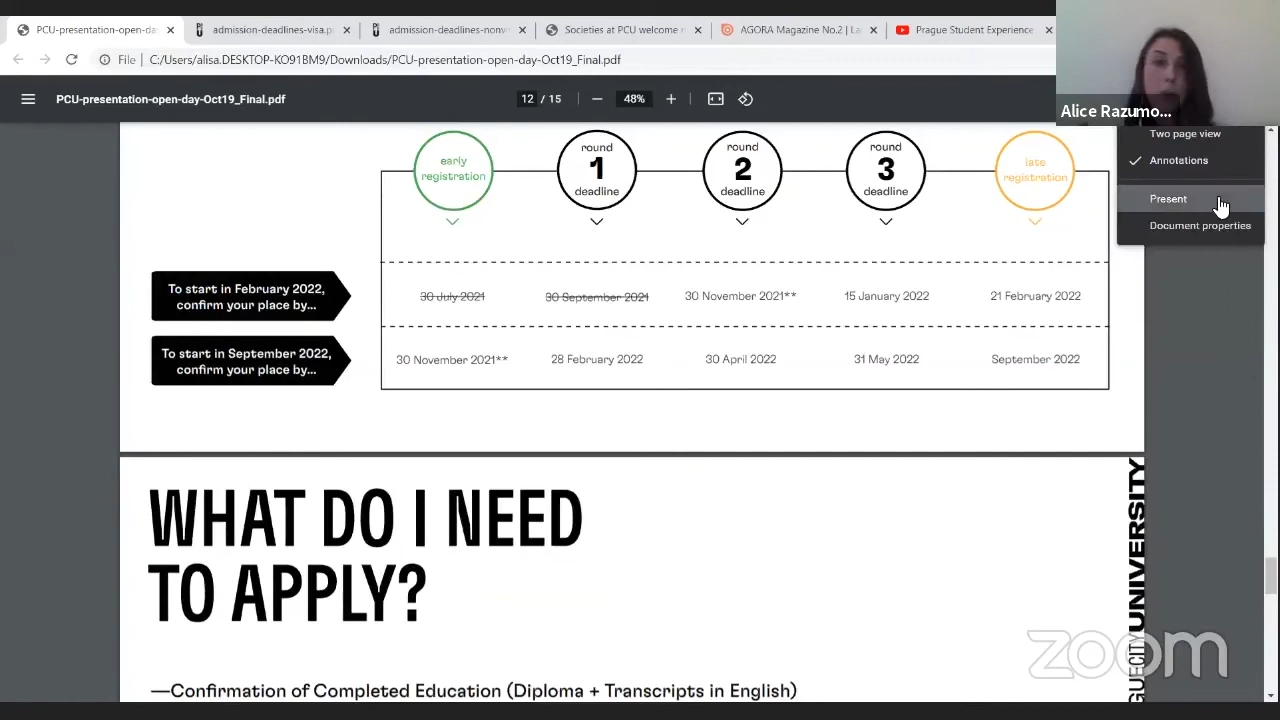 PCU-presentation-open-da
admission-deadlines-visa.p
admission-deadlines-nonv
Societies at PCU welcome
AGORA Magazine No.2 | La
Prague Student Experience
File | C:/Users/alisa.DESKTOP-KO91BM9/Downloads/PCU-presentation-open-day-Oct19_Final.pdf
PCU-presentation-open-day-Oct19_Final.pdf
12 / 15
48%
Alice Razumo...
Two page view
Annotations
Present
Document properties
early registration
round 1 deadline
round 2 deadline
round 3 deadline
late registration
To start in February 2022,
confirm your place by...
30 July 2021
30 September 2021
30 November 2021**
15 January 2022
21 February 2022
To start in September 2022,
confirm your place by...
30 November 2021**
28 February 2022
30 April 2022
31 May 2022
September 2022
WHAT DO I NEED
TO APPLY?
—Confirmation of Completed Education (Diploma + Transcripts in English)
GUECITY UNIVERSITY
zoom